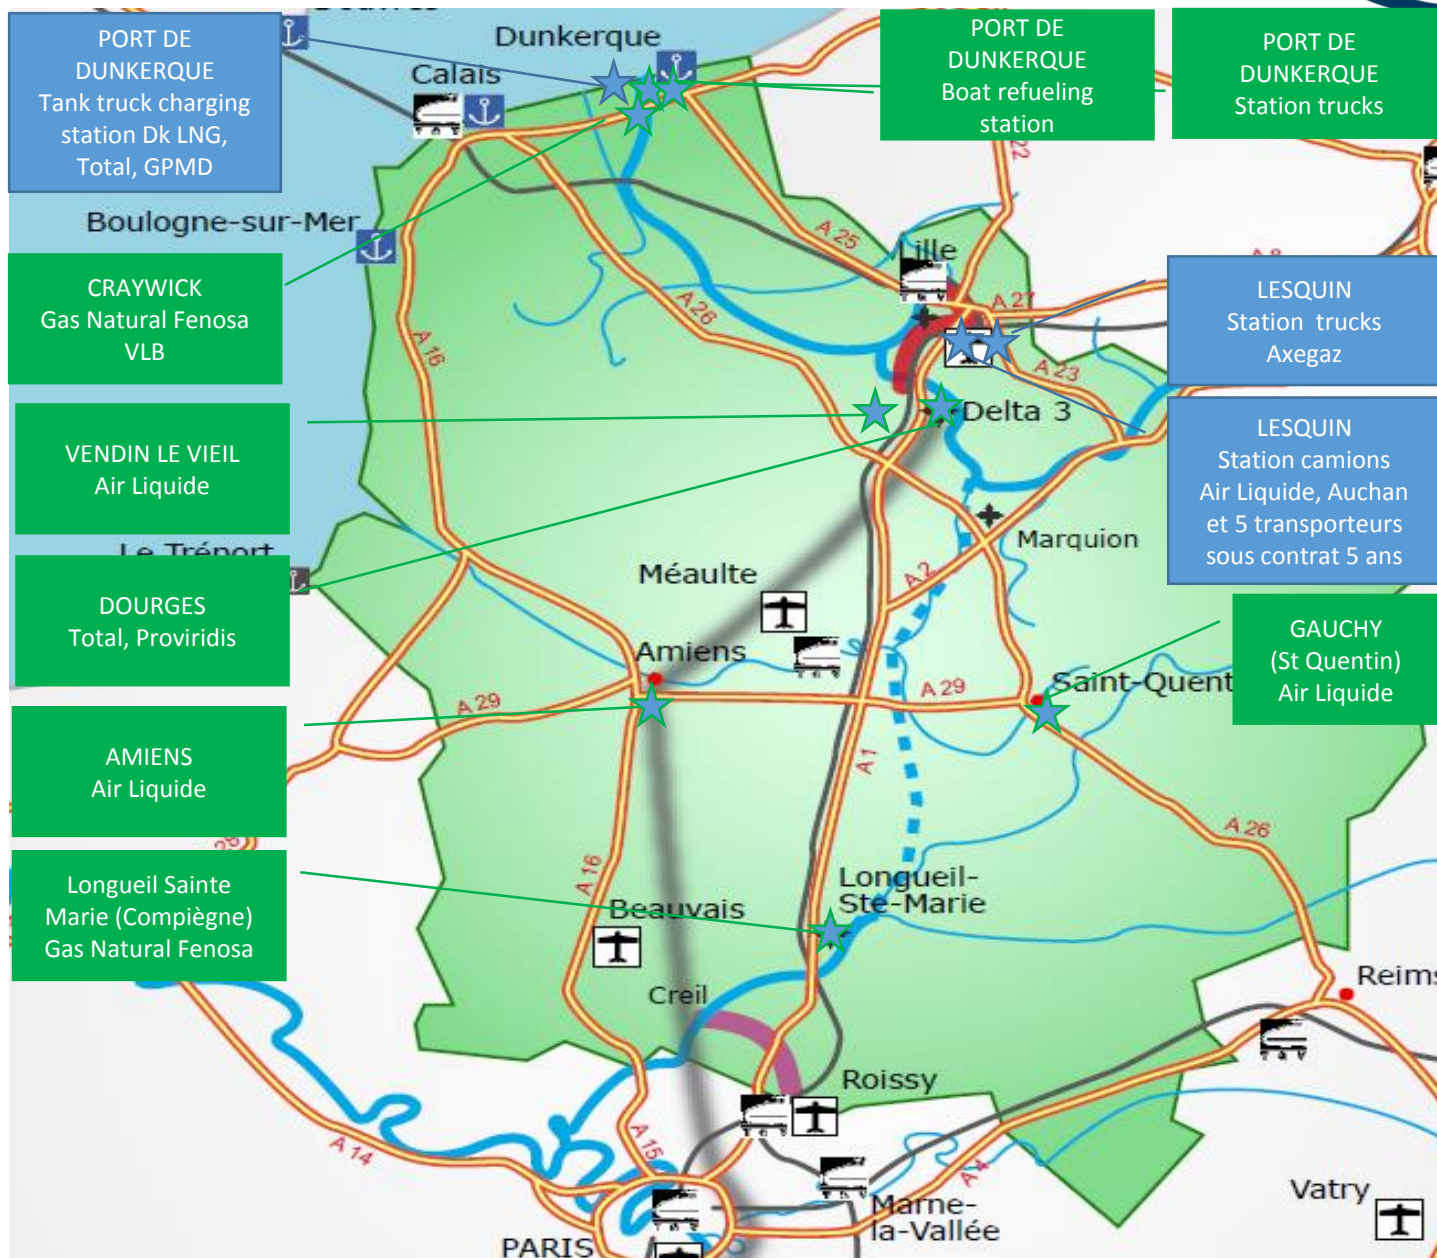 Dunkerque
Calais
Boulogne-sur-Mer
Le Tréport
Lille
Delta 3
Marquion
Méaulte
Amiens
Saint-Quent
Longueil-
Ste-Marie
Beauvais
Creil
Roissy
Reims
Marne-
la-Vallée
Vatry
PARIS
A 25
22
A 8
A 27
A 23
A 26
A 16
A 2
A 29
A 29
A 1
A 26
A 16
A 14
A 15
A 4
PORT DE
DUNKERQUE
Tank truck charging
station Dk LNG,
Total, GPMD
PORT DE
DUNKERQUE
Boat refueling
station
PORT DE
DUNKERQUE
Station trucks
CRAYWICK
Gas Natural Fenosa
VLB
LESQUIN
Station trucks
Axegaz
VENDIN LE VIEIL
Air Liquide
LESQUIN
Station camions
Air Liquide, Auchan
et 5 transporteurs
sous contrat 5 ans
DOURGES
Total, Proviridis
GAUCHY
(St Quentin)
Air Liquide
AMIENS
Air Liquide
Longueil Sainte
Marie (Compiègne)
Gas Natural Fenosa